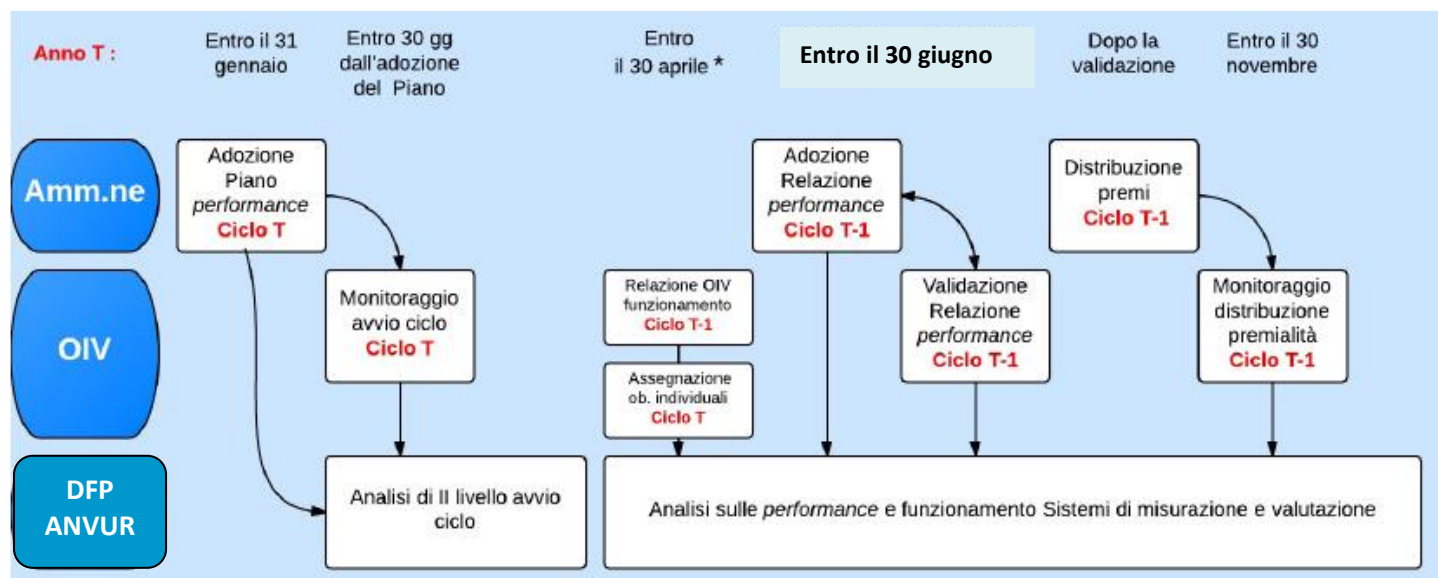 Anno T :
Entro il 31
gennaio
Entro 30 gg
dall'adozione
del Piano
Entro
il 30 aprile *
Entro il 30 giugno
Dopo la
validazione
Entro il 30
novembre
Amm.ne
Adozione
Piano
performance
Ciclo T
Adozione
Relazione
performance
Ciclo T-1
Distribuzione
premi
Ciclo T-1
OIV
Monitoraggio
avvio ciclo
Ciclo T
Relazione OIV
funzionamento
Ciclo T-1
Assegnazione
ob. individuali
Ciclo T
Validazione
Relazione
performance
Ciclo T-1
Monitoraggio
distribuzione
premialità
Ciclo T-1
DFP
ANVUR
Analisi di II livello avvio
ciclo
Analisi sulle performance e funzionamento Sistemi di misurazione e valutazione